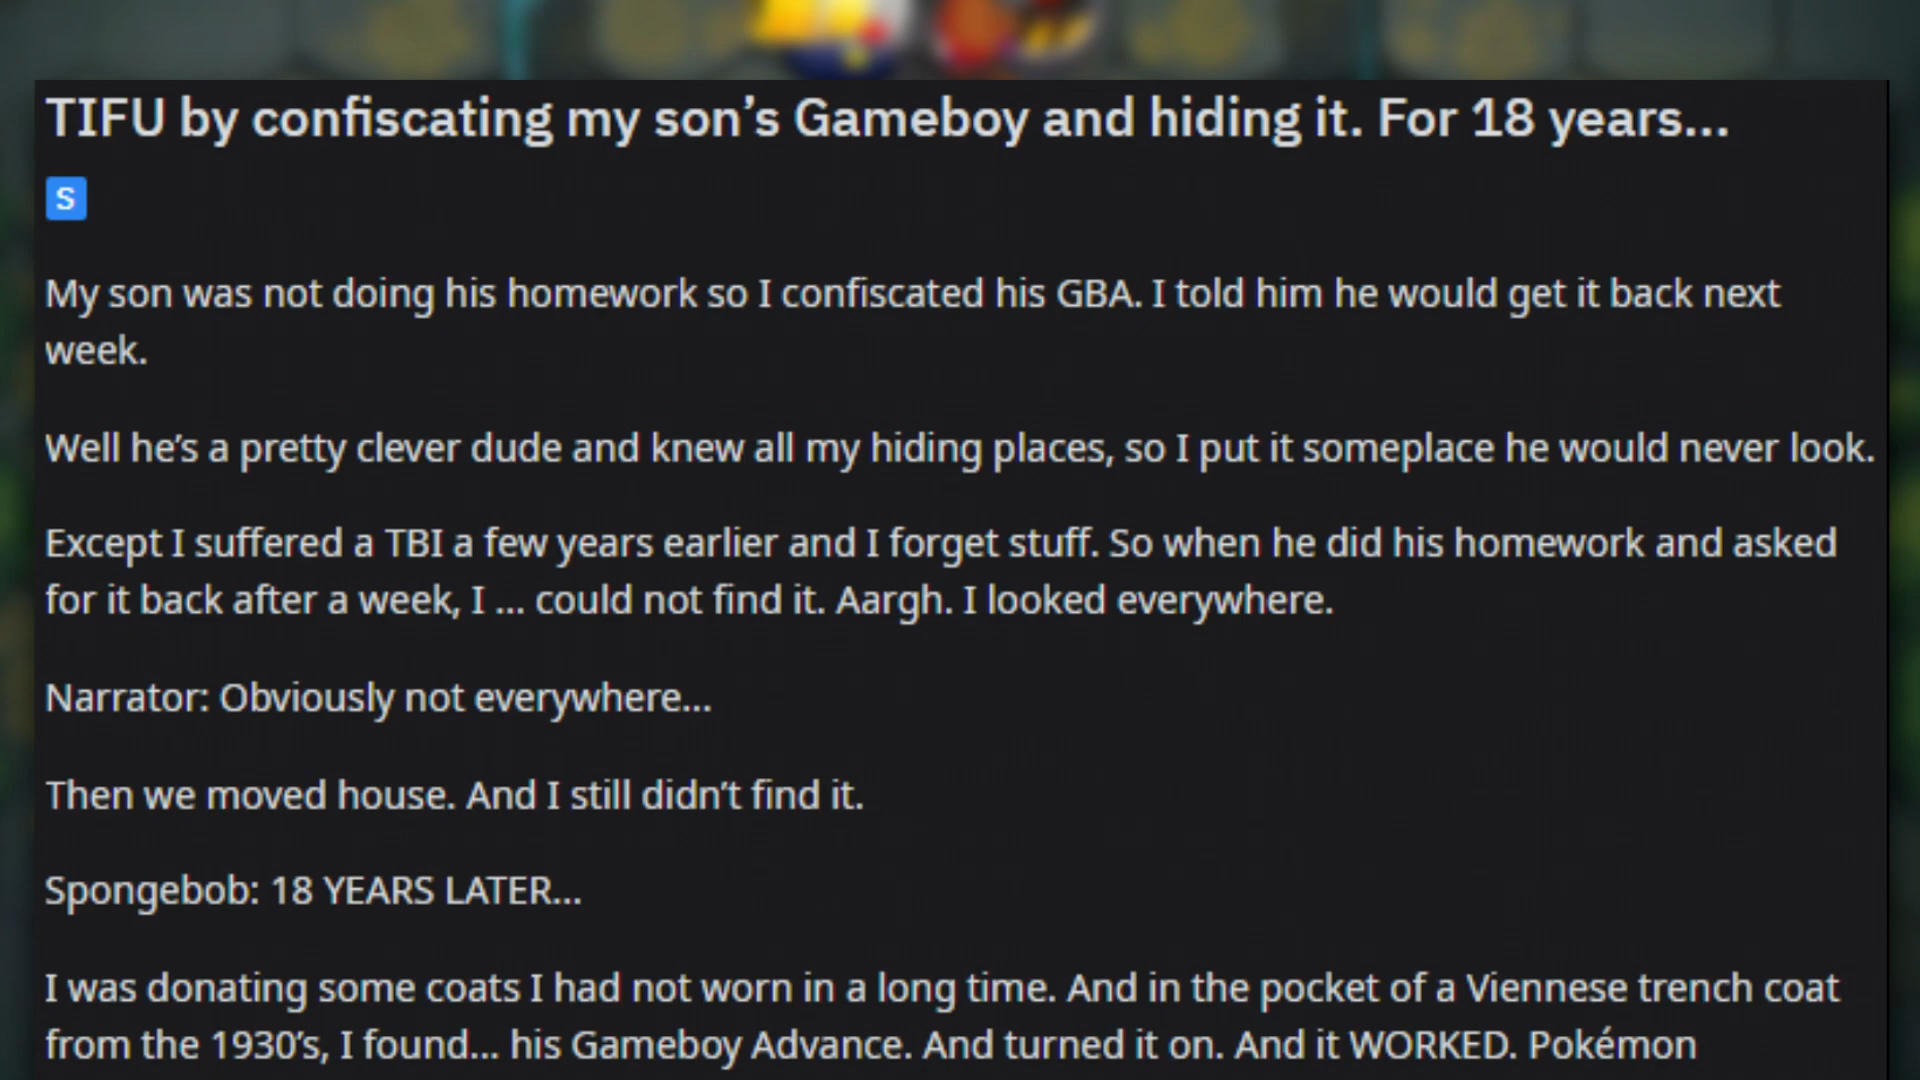 TIFU by confiscating my son’s Gameboy and hiding it. For 18 years...
S
My son was not doing his homework so I confiscated his GBA. I told him he would get it back next
week.
Well he’s a pretty clever dude and knew all my hiding places, so I put it someplace he would never look.
Except I suffered a TBI a few years earlier and I forget stuff. So when he did his homework and asked
for it back after a week, I ... could not find it. Aargh. I looked everywhere.
Narrator: Obviously not everywhere...
Then we moved house. And I still didn’t find it.
Spongebob: 18 YEARS LATER...
I was donating some coats I had not worn in a long time. And in the pocket of a Viennese trench coat
from the 1930’s, I found... his Gameboy Advance. And turned it on. And it WORKED. Pokémon